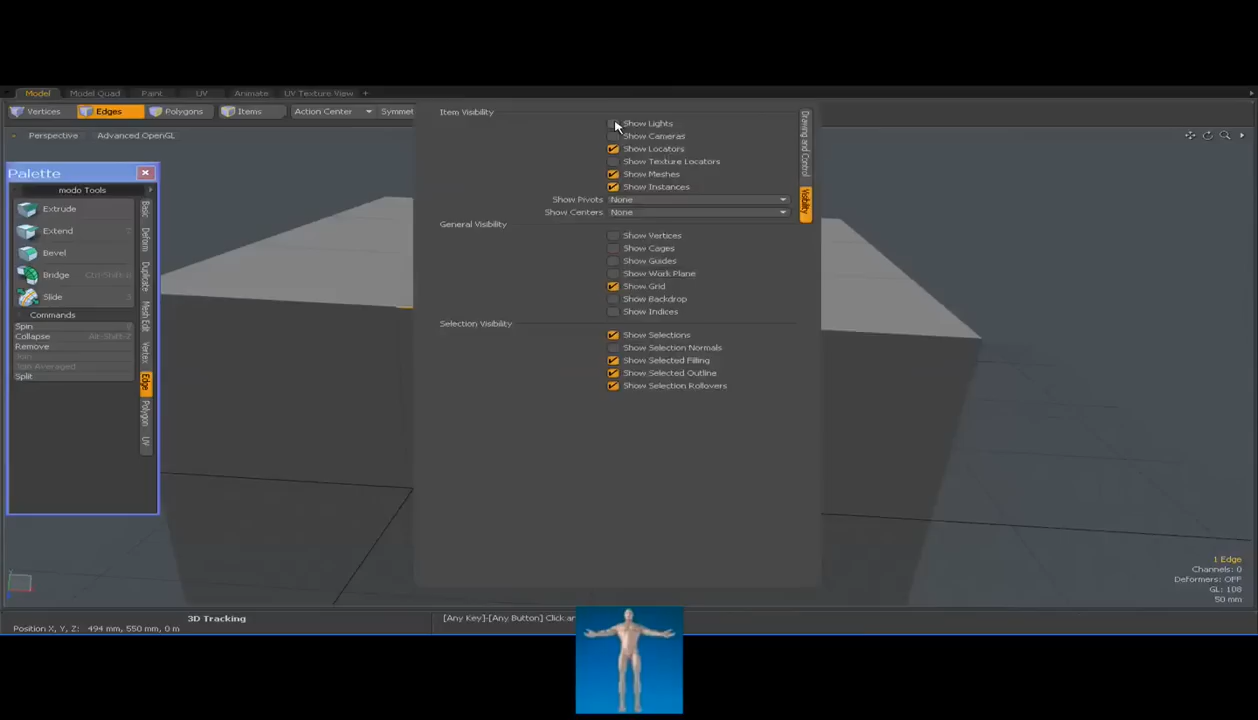 Model Model Quad Paint UV Animate UV Texture View +
Vertices Edges Polygons Items Action Center Symmet
Perspective Advanced OpenGL
Palette
modo Tools
Extrude
Extend
Bevel
Bridge Ctrl-Shift-B
Slide
Commands
Spin
Collapse Alt-Shift-Z
Remove
Join
Join Averaged
Split
Basic
Deform
Duplicate
Mesh Edit
Vertex
Edge
Polygon
UV
Item Visibility
Show Lights
Show Cameras
Show Locators
Show Texture Locators
Show Meshes
Show Instances
Show Pivots None
Show Centers None
General Visibility
Show Vertices
Show Cages
Show Guides
Show Work Plane
Show Grid
Show Backdrop
Show Indices
Selection Visibility
Show Selections
Show Selection Normals
Show Selected Filling
Show Selected Outline
Show Selection Rollovers
Drawing and Control
Visibility
1 Edge
Channels: 0
Deformers: OFF
GL: 108
50 mm
3D Tracking
Position X, Y, Z: 494 mm, 550 mm, 0 m
[Any Key]-[Any Button] Click an